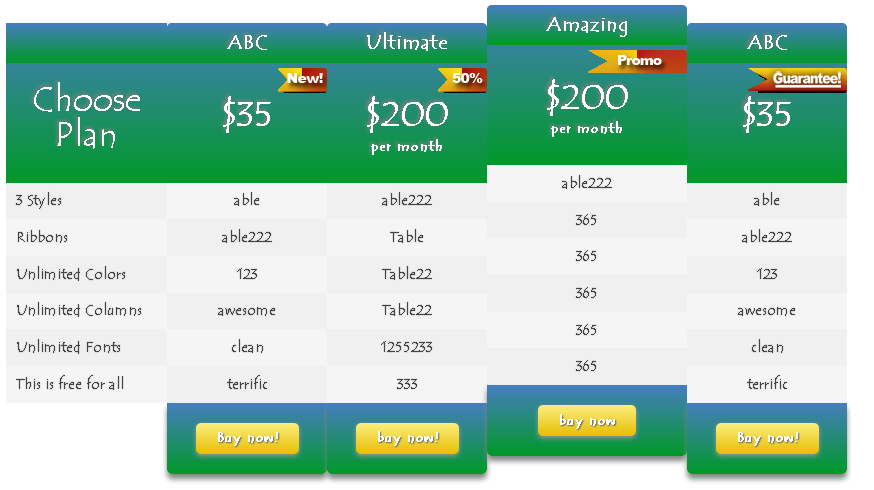 Choose
Plan
3 Styles
Ribbons
Unlimited Colors
Unlimited Columns
Unlimited Fonts
This is free for all
ABC
New!
$35
able
able222
123
awesome
clean
terrific
Buy now!
Ultimate
50%
$200
per month
able222
Table
Table22
Table22
1255233
333
buy now!
Amazing
Promo
$200
per month
able222
365
365
365
365
365
buy now
ABC
Guarantee!
$35
able
able222
123
awesome
clean
terrific
Buy now!